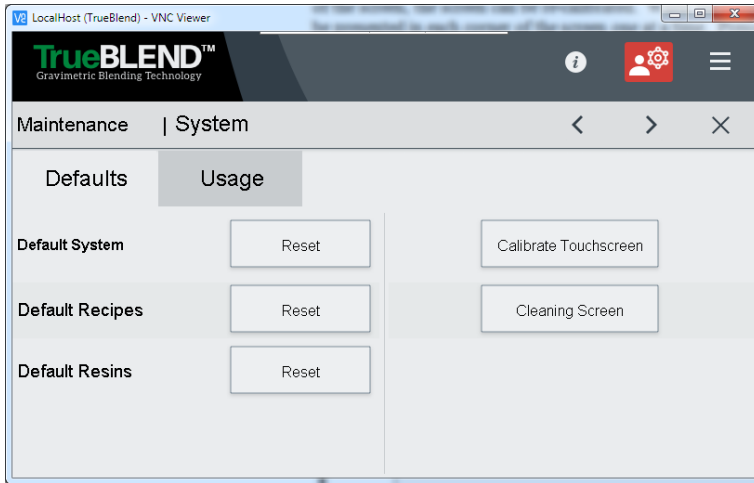 LocalHost (TrueBlend) - VNC Viewer
TrueBLEND™
Gravimetric Blending Technology
Maintenance | System
Defaults Usage
Default System Reset Calibrate Touchscreen
Default Recipes Reset Cleaning Screen
Default Resins Reset